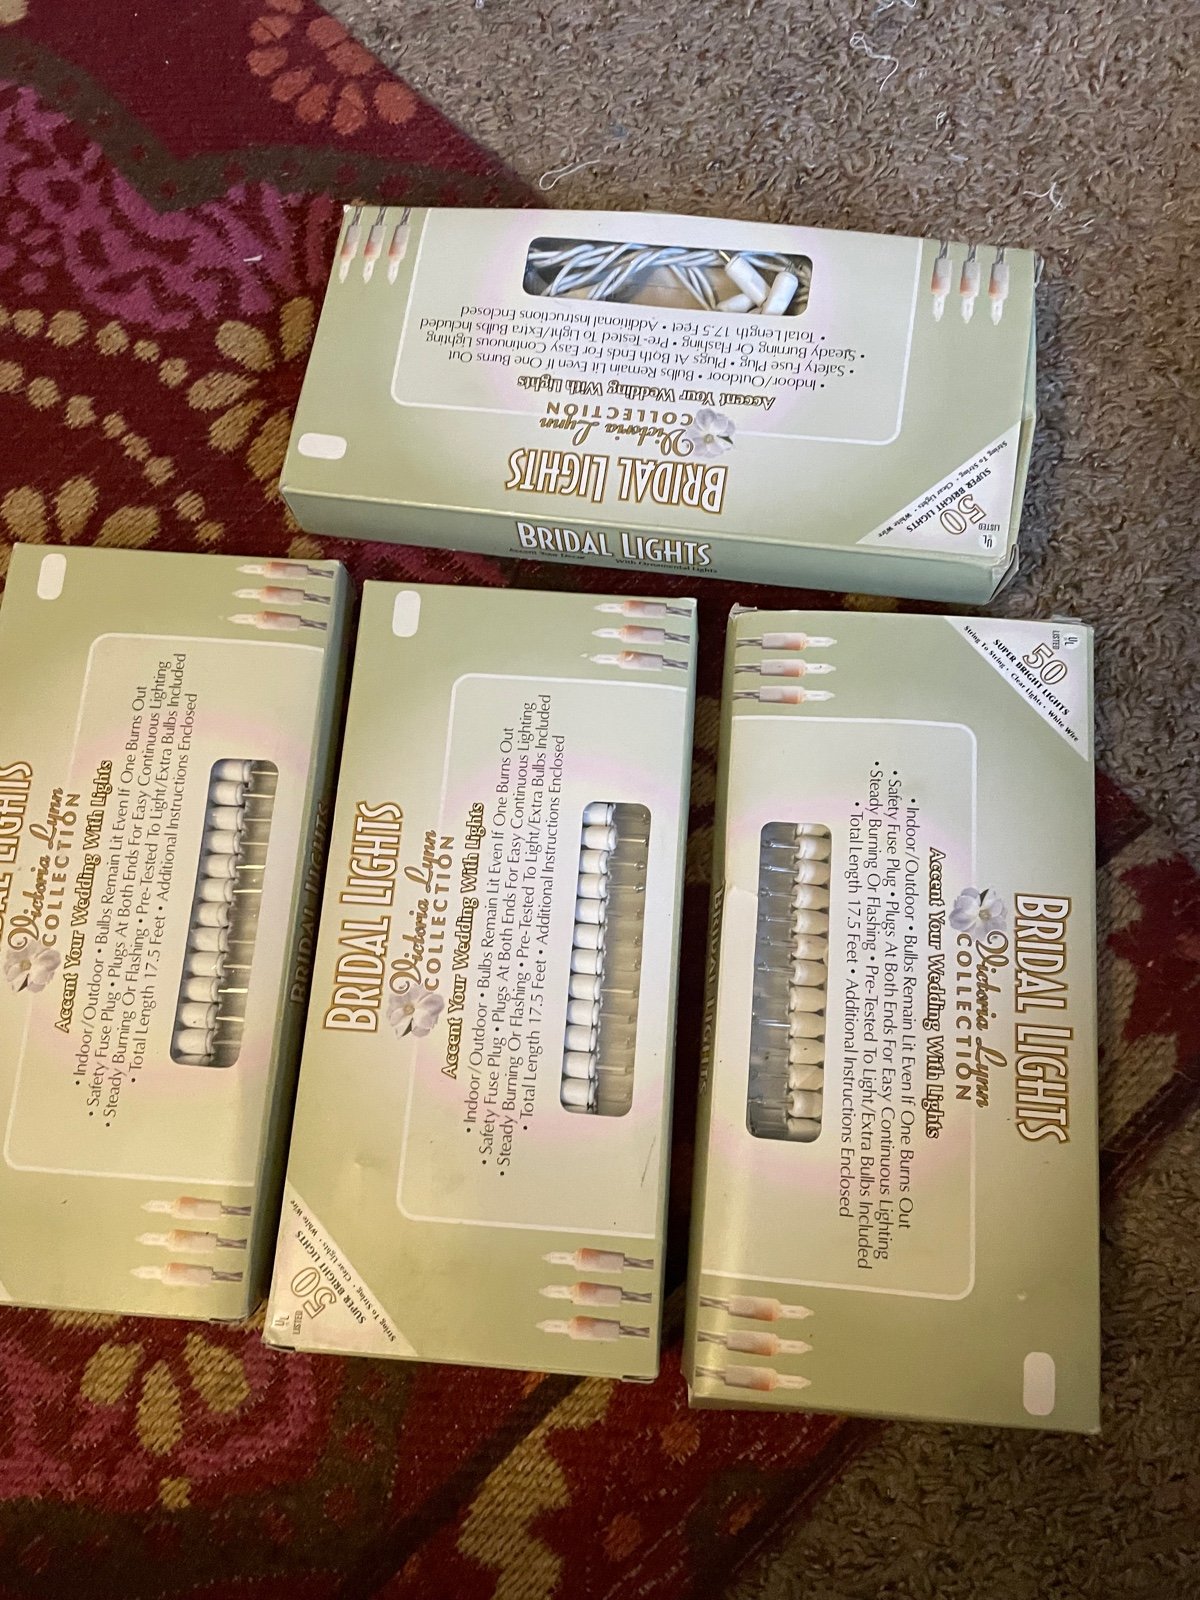 BRIDAL LIGHTS
Victoria Lynn
COLLECTION
Accent Your Wedding With Lights
• Indoor/Outdoor • Bulbs Remain Lit Even If One Burns Out
• Safety Fuse Plug • Plugs At Both Ends For Easy Continuous Lighting
• Steady Burning Or Flashing • Pre-Tested To Light/Extra Bulbs Included
• Total Length 17.5 Feet • Additional Instructions Enclosed
UL
LISTED
50
SUPER BRIGHT LIGHTS
String To String • Clear Lights • White Wire
BRIDAL LIGHTS
Accent Your Decor
With Ornamental Lights
BRIDAL LIGHTS
Victoria Lynn
COLLECTION
Accent Your Wedding With Lights
• Indoor/Outdoor • Bulbs Remain Lit Even If One Burns Out
• Safety Fuse Plug • Plugs At Both Ends For Easy Continuous Lighting
• Steady Burning Or Flashing • Pre-Tested To Light/Extra Bulbs Included
• Total Length 17.5 Feet • Additional Instructions Enclosed
BRIDAL LIGHTS
BRIDAL LIGHTS
Victoria Lynn
COLLECTION
Accent Your Wedding With Lights
• Indoor/Outdoor • Bulbs Remain Lit Even If One Burns Out
• Safety Fuse Plug • Plugs At Both Ends For Easy Continuous Lighting
• Steady Burning Or Flashing • Pre-Tested To Light/Extra Bulbs Included
• Total Length 17.5 Feet • Additional Instructions Enclosed
UL
LISTED
50
SUPER BRIGHT LIGHTS
String To String • Clear Lights • White Wire
UL
LISTED
50
SUPER BRIGHT LIGHTS
String To String • Clear Lights • White Wire
BRIDAL LIGHTS
Victoria Lynn
COLLECTION
Accent Your Wedding With Lights
• Indoor/Outdoor • Bulbs Remain Lit Even If One Burns Out
• Safety Fuse Plug • Plugs At Both Ends For Easy Continuous Lighting
• Steady Burning Or Flashing • Pre-Tested To Light/Extra Bulbs Included
• Total Length 17.5 Feet • Additional Instructions Enclosed
BRIDAL LIGHTS